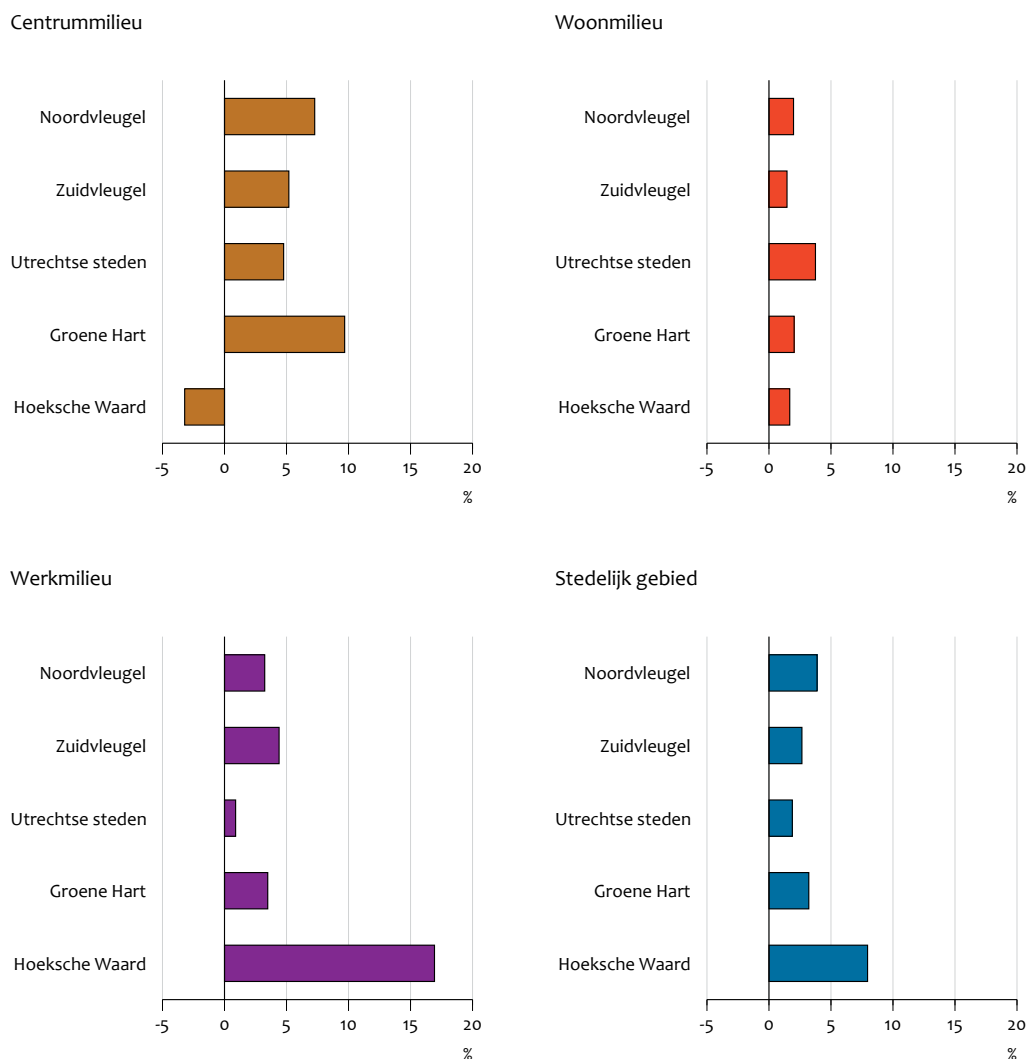 Centrummilieu
Noordvleugel
Zuidvleugel
Utrechtse steden
Groene Hart
Hoeksche Waard
-5 0 5 10 15 20
%
Woonmilieu
Noordvleugel
Zuidvleugel
Utrechtse steden
Groene Hart
Hoeksche Waard
-5 0 5 10 15 20
%
Werkmilieu
Noordvleugel
Zuidvleugel
Utrechtse steden
Groene Hart
Hoeksche Waard
-5 0 5 10 15 20
%
Stedelijk gebied
Noordvleugel
Zuidvleugel
Utrechtse steden
Groene Hart
Hoeksche Waard
-5 0 5 10 15 20
%